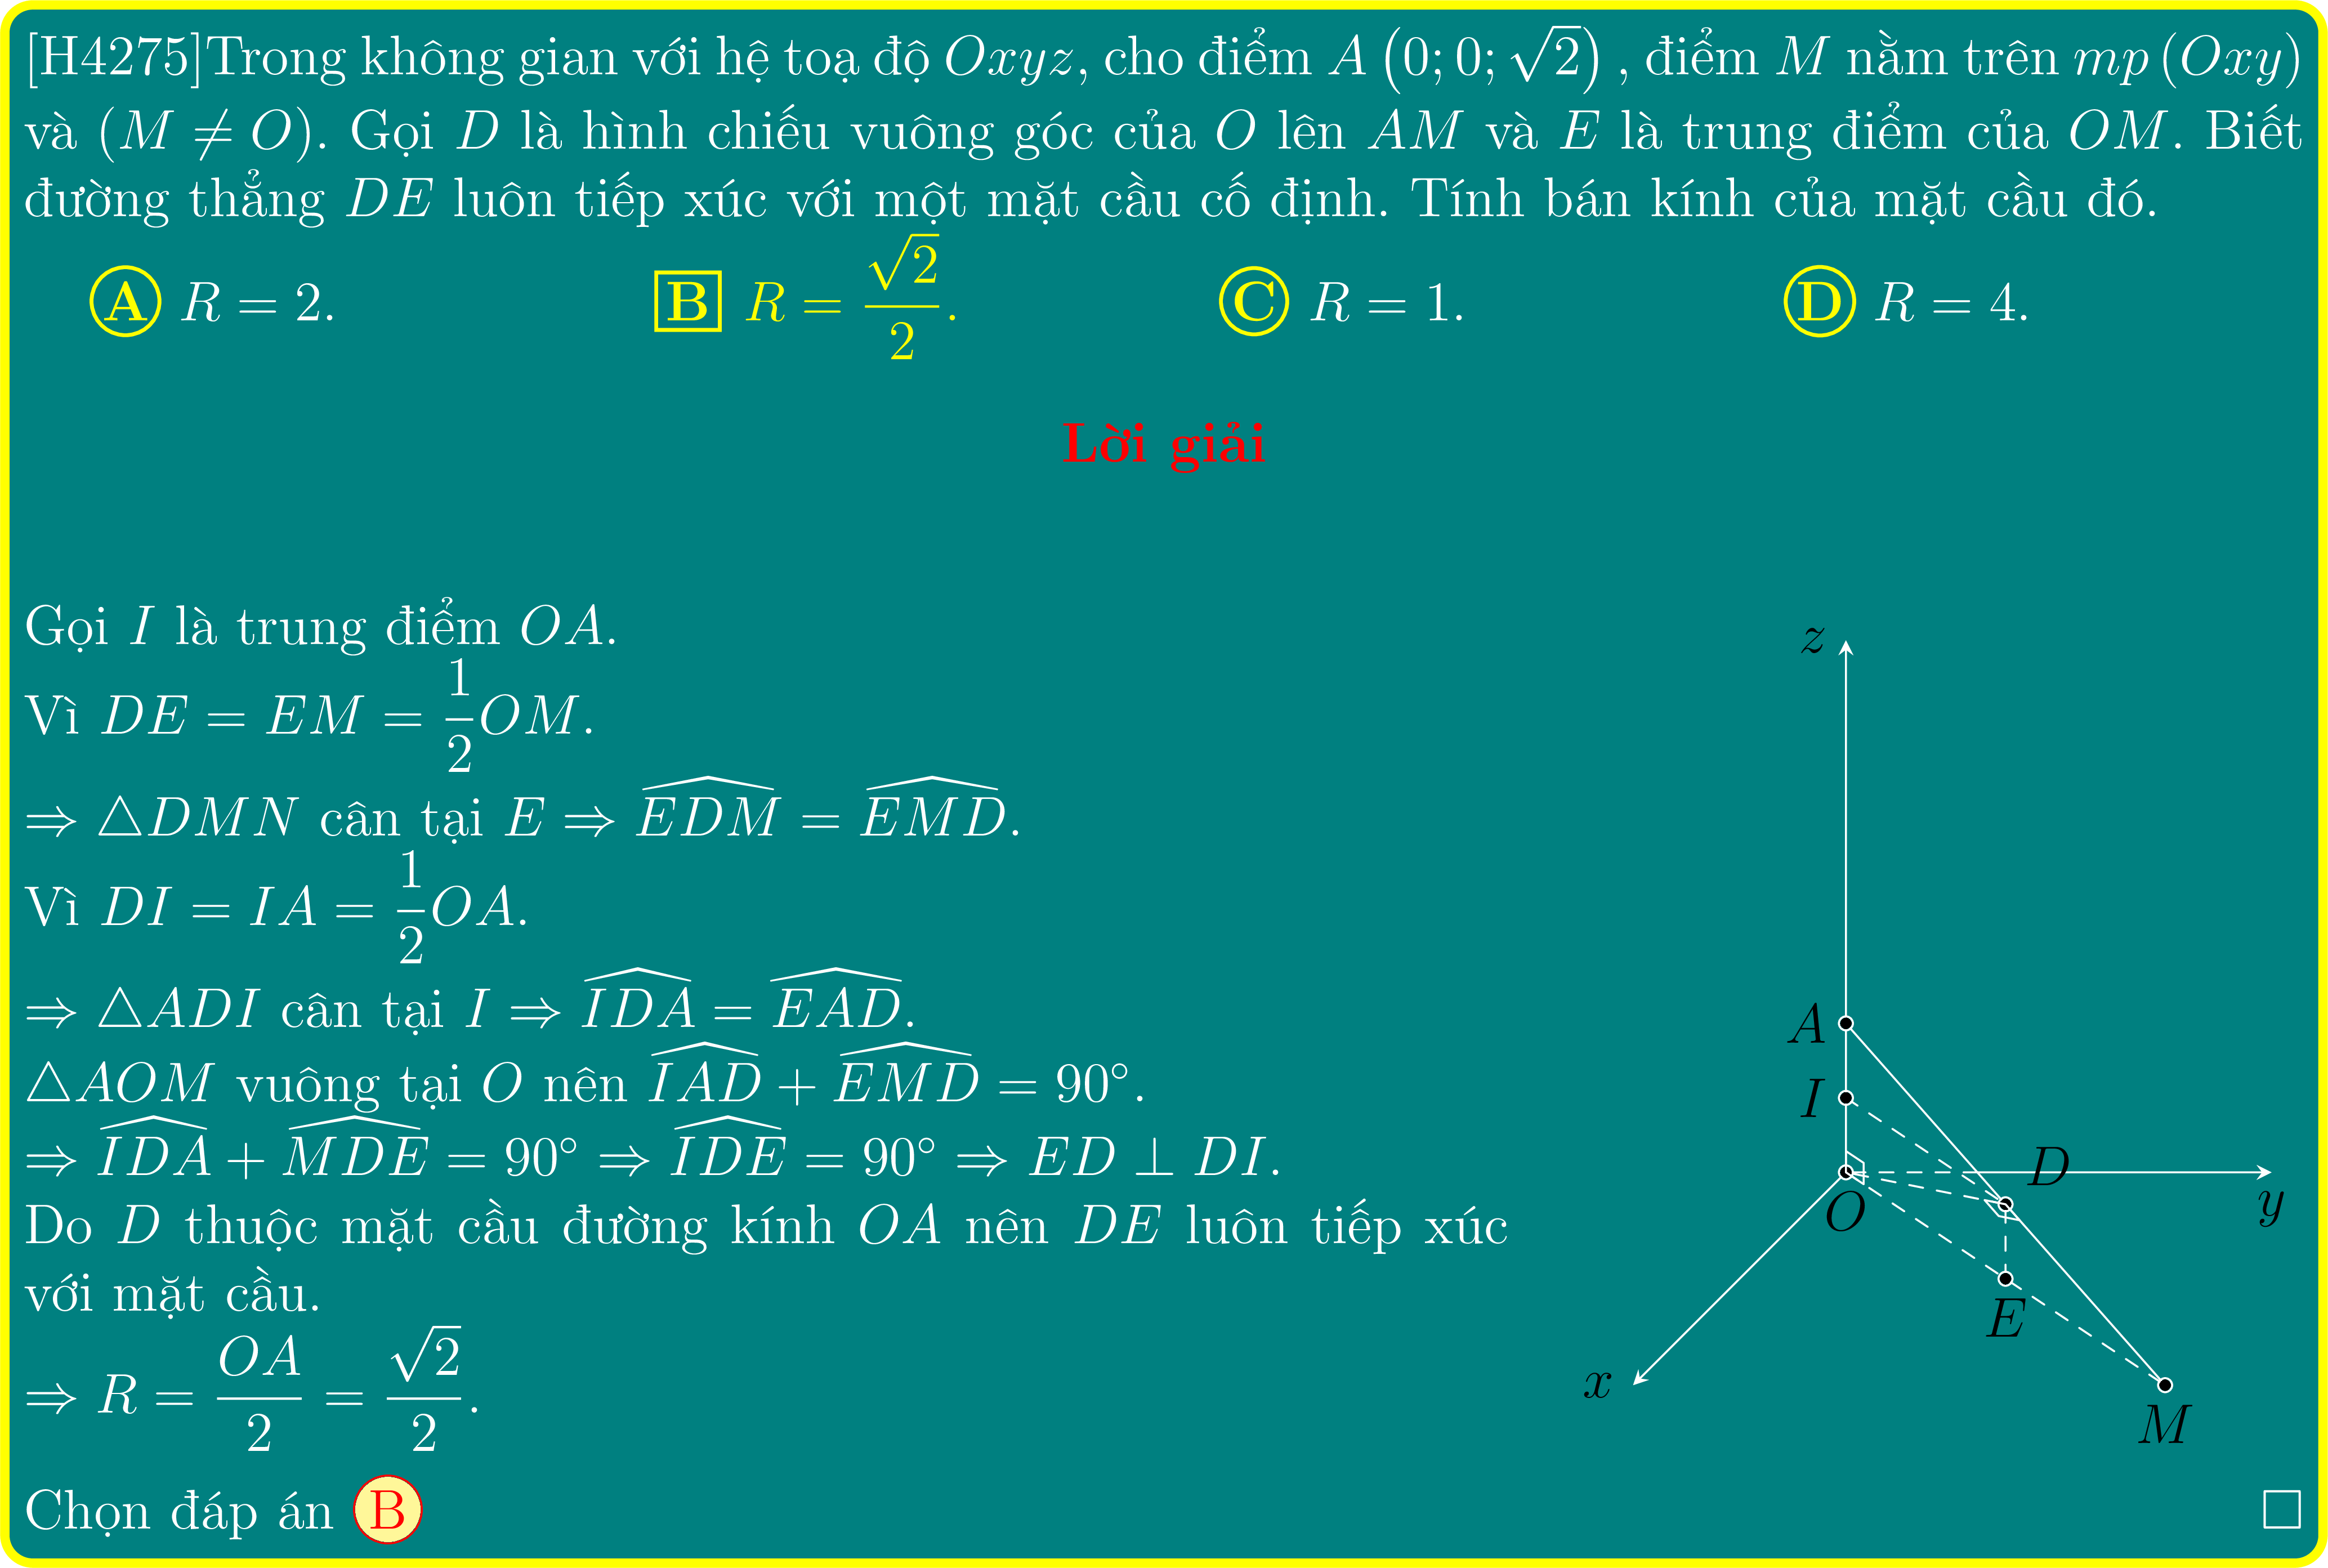 [H4275]Trong không gian với hệ toạ độ $Oxyz$, cho điểm $A\left(0;0;\sqrt{2}\right)$, điểm $M$ nằm trên $mp\,(Oxy)$
và $(M \neq O)$. Gọi $D$ là hình chiếu vuông góc của $O$ lên $AM$ và $E$ là trung điểm của $OM$. Biết
đường thẳng $DE$ luôn tiếp xúc với một mặt cầu cố định. Tính bán kính của mặt cầu đó.
A $R = 2$. B $R = \dfrac{\sqrt{2}}{2}$. C $R = 1$. D $R = 4$.
Lời giải
Gọi $I$ là trung điểm $OA$.
Vì $DE = EM = \dfrac{1}{2}OM$.
$\Rightarrow \triangle DMN$ cân tại $E \Rightarrow \widehat{EDM} = \widehat{EMD}$.
Vì $DI = IA = \dfrac{1}{2}OA$.
$\Rightarrow \triangle ADI$ cân tại $I \Rightarrow \widehat{IDA} = \widehat{EAD}$.
$\triangle AOM$ vuông tại $O$ nên $\widehat{IAD} + \widehat{EMD} = 90^\circ$.
$\Rightarrow \widehat{IDA} + \widehat{MDE} = 90^\circ \Rightarrow \widehat{IDE} = 90^\circ \Rightarrow ED \perp DI$.
Do $D$ thuộc mặt cầu đường kính $OA$ nên $DE$ luôn tiếp xúc
với mặt cầu.
$\Rightarrow R = \dfrac{OA}{2} = \dfrac{\sqrt{2}}{2}$.
Chọn đáp án B
z
A
I
D
O
y
E
x
M